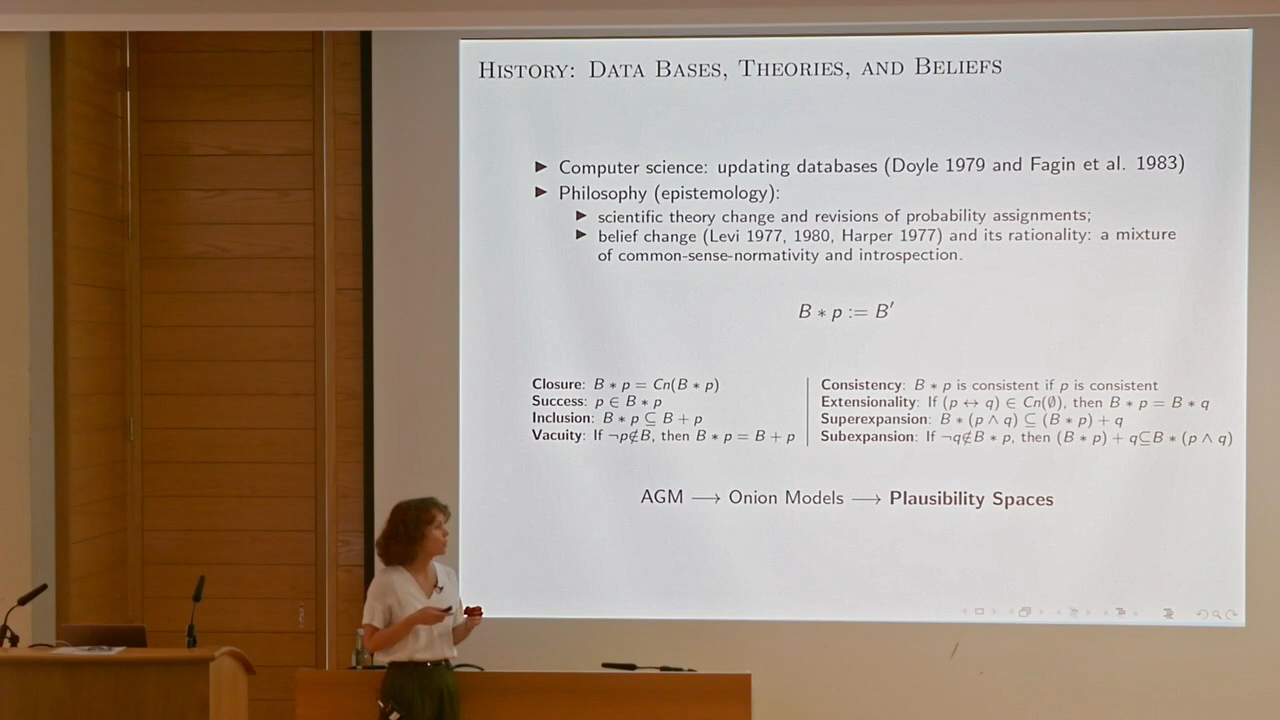 HISTORY: DATA BASES, THEORIES, AND BELIEFS
▶ Computer science: updating databases (Doyle 1979 and Fagin et al. 1983)
▶ Philosophy (epistemology):
▶ scientific theory change and revisions of probability assignments;
▶ belief change (Levi 1977, 1980, Harper 1977) and its rationality: a mixture
of common-sense-normativity and introspection.
B ∗ p := B′
Closure: B ∗ p = Cn(B ∗ p)
Success: p ∈ B ∗ p
Inclusion: B ∗ p ⊆ B + p
Vacuity: If ¬p∉B, then B ∗ p = B + p
Consistency: B ∗ p is consistent if p is consistent
Extensionality: If (p ↔ q) ∈ Cn(∅), then B ∗ p = B ∗ q
Superexpansion: B ∗ (p ∧ q) ⊆ (B ∗ p) + q
Subexpansion: If ¬q∉B ∗ p, then (B ∗ p) + q⊆B ∗ (p ∧ q)
AGM ⟶ Onion Models ⟶ Plausibility Spaces